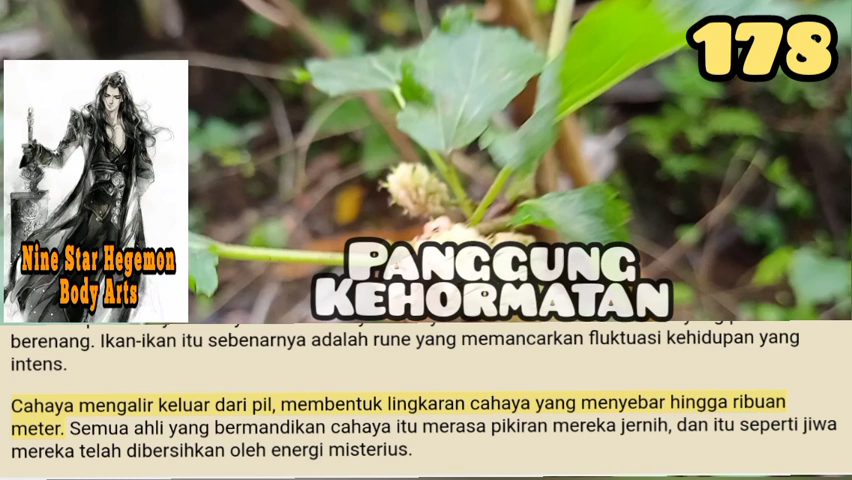 178
Nine Star Hegemon
Body Arts
PANGGUNG
KEHORMATAN
berenang. Ikan-ikan itu sebenarnya adalah rune yang memancarkan fluktuasi kehidupan yang
intens.
Cahaya mengalir keluar dari pil, membentuk lingkaran cahaya yang menyebar hingga ribuan
meter. Semua ahli yang bermandikan cahaya itu merasa pikiran mereka jernih, dan itu seperti jiwa
mereka telah dibersihkan oleh energi misterius.